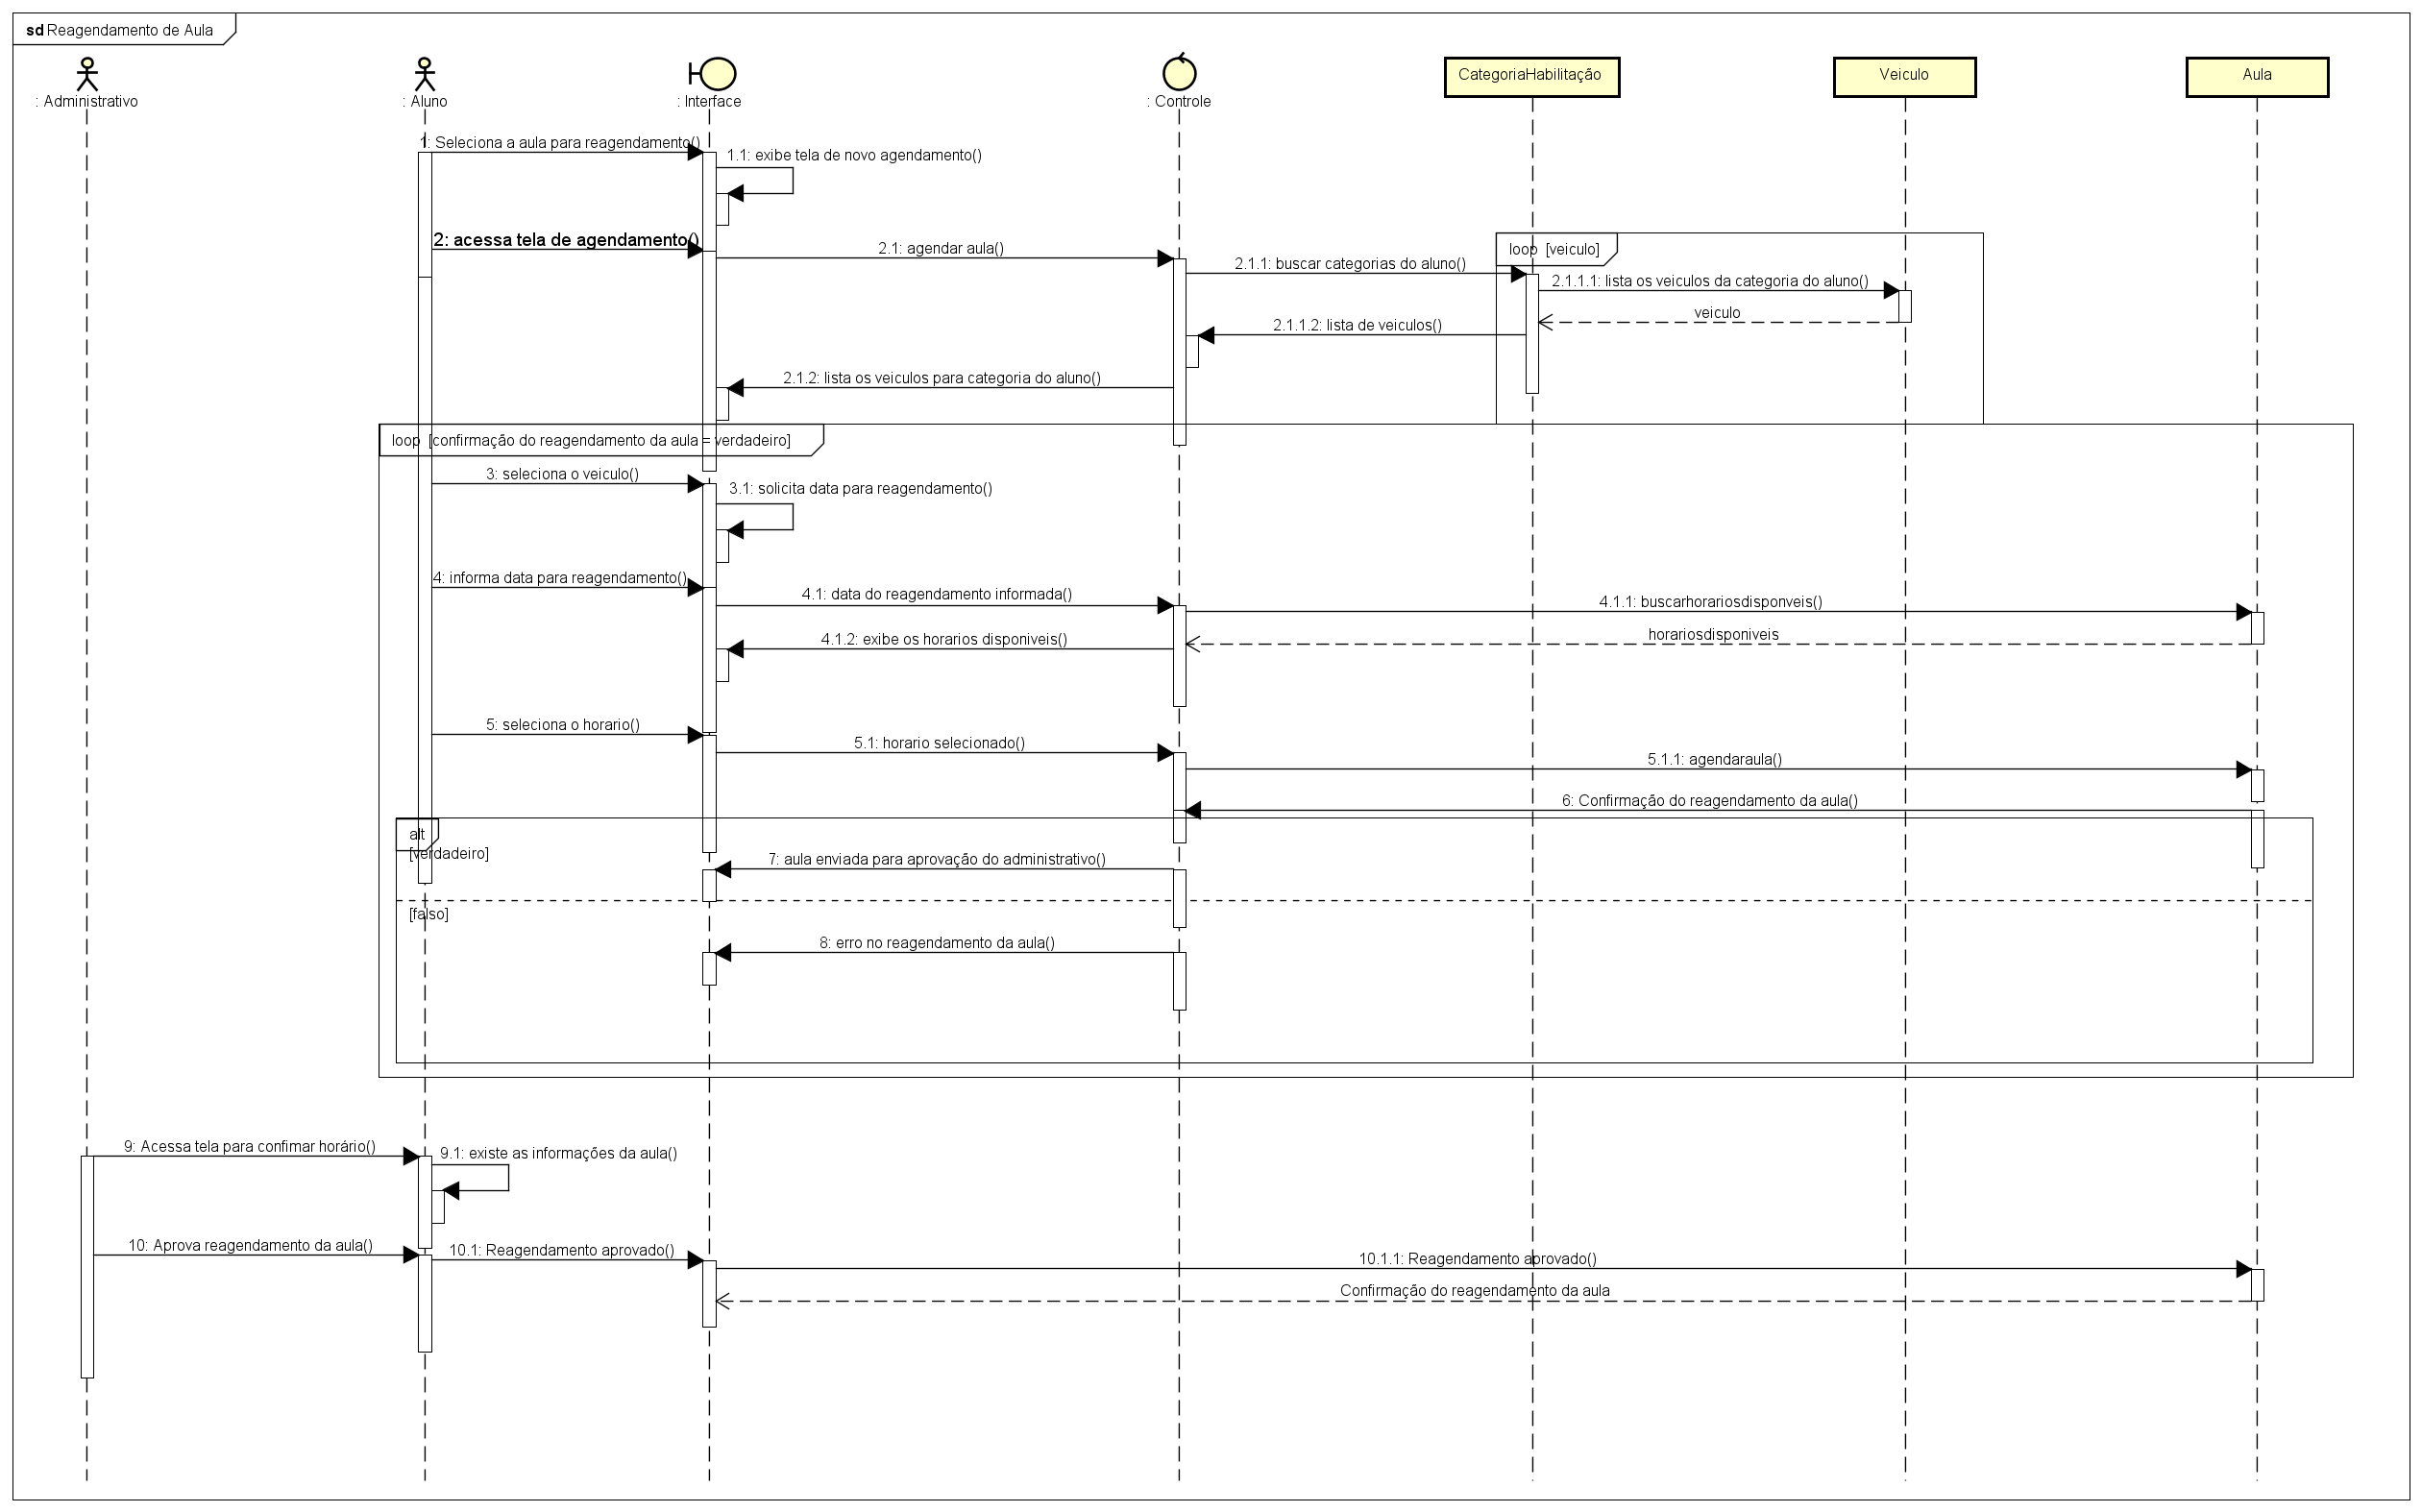 sd Reagendamento de Aula
: Administrativo
: Aluno
: Interface
: Controle
CategoriaHabilitação
Veiculo
Aula
1: Seleciona a aula para reagendamento()
1.1: exibe tela de novo agendamento()
2: acessa tela de agendamento()
2.1: agendar aula()
loop [veiculo]
2.1.1: buscar categorias do aluno()
2.1.1.1: lista os veiculos da categoria do aluno()
veiculo
2.1.1.2: lista de veiculos()
2.1.2: lista os veiculos para categoria do aluno()
loop [confirmação do reagendamento da aula = verdadeiro]
3: seleciona o veiculo()
3.1: solicita data para reagendamento()
4: informa data para reagendamento()
4.1: data do reagendamento informada()
4.1.1: buscarhorariosdisponveis()
horariosdisponiveis
4.1.2: exibe os horarios disponiveis()
5: seleciona o horario()
5.1: horario selecionado()
5.1.1: agendaraula()
6: Confirmação do reagendamento da aula()
alt
[verdadeiro]
7: aula enviada para aprovação do administrativo()
[falso]
8: erro no reagendamento da aula()
9: Acessa tela para confimar horário()
9.1: existe as informações da aula()
10: Aprova reagendamento da aula()
10.1: Reagendamento aprovado()
10.1.1: Reagendamento aprovado()
Confirmação do reagendamento da aula